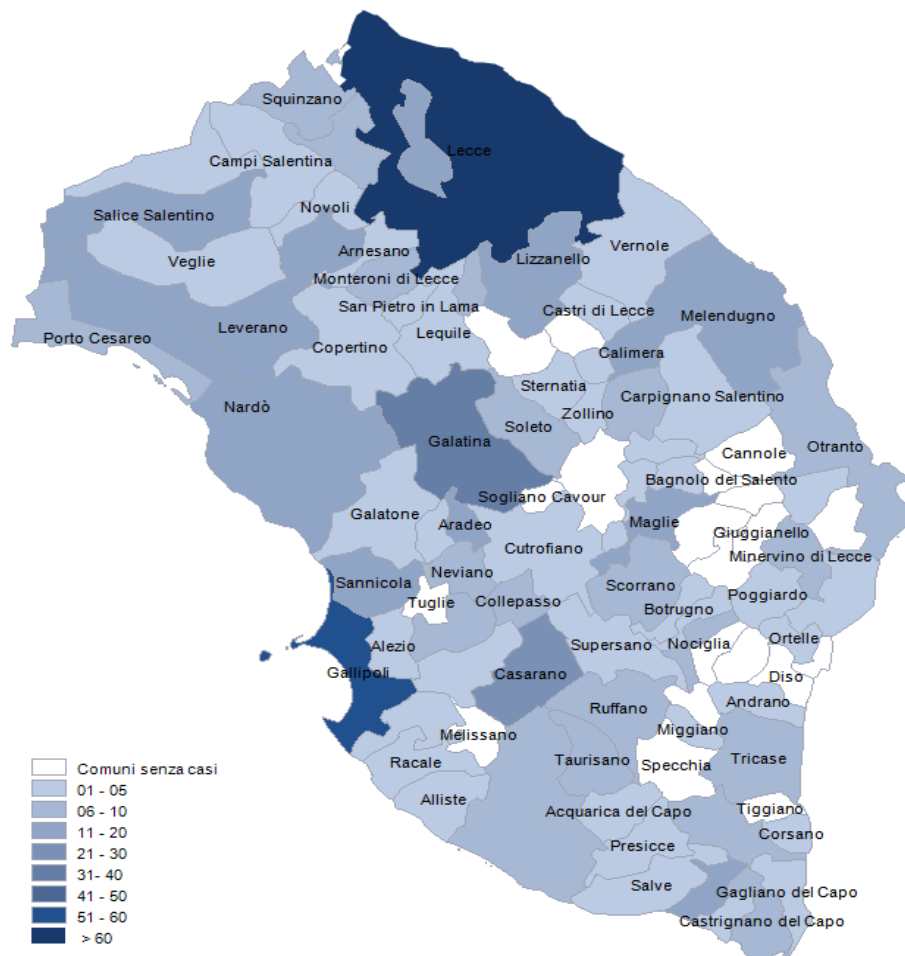 Squinzano
Lecce
Campi Salentina
Novoli
Salice Salentino
Arnesano
Vernole
Lizzanello
Veglie
Monteroni di Lecce
San Pietro in Lama
Castri di Lecce
Melendugno
Leverano
Lequile
Porto Cesareo
Copertino
Calimera
Sternatia
Carpignano Salentino
Nardò
Zollino
Soleto
Galatina
Otranto
Cannole
Bagnolo del Salento
Sogliano Cavour
Galatone
Aradeo
Maglie
Giuggianello
Cutrofiano
Minervino di Lecce
Neviano
Sannicola
Scorrano
Poggiardo
Tuglie
Collepasso
Botrugno
Ortelle
Alezio
Supersano
Nociglia
Gallipoli
Casarano
Diso
Andrano
Ruffano
Miggiano
Melissano
Tricase
Racale
Taurisano
Specchia
Alliste
Tiggiano
Acquarica del Capo
Corsano
Presicce
Salve
Gagliano del Capo
Castrignano del Capo
Comuni senza casi
01 - 05
06 - 10
11 - 20
21 - 30
31- 40
41 - 50
51 - 60
> 60